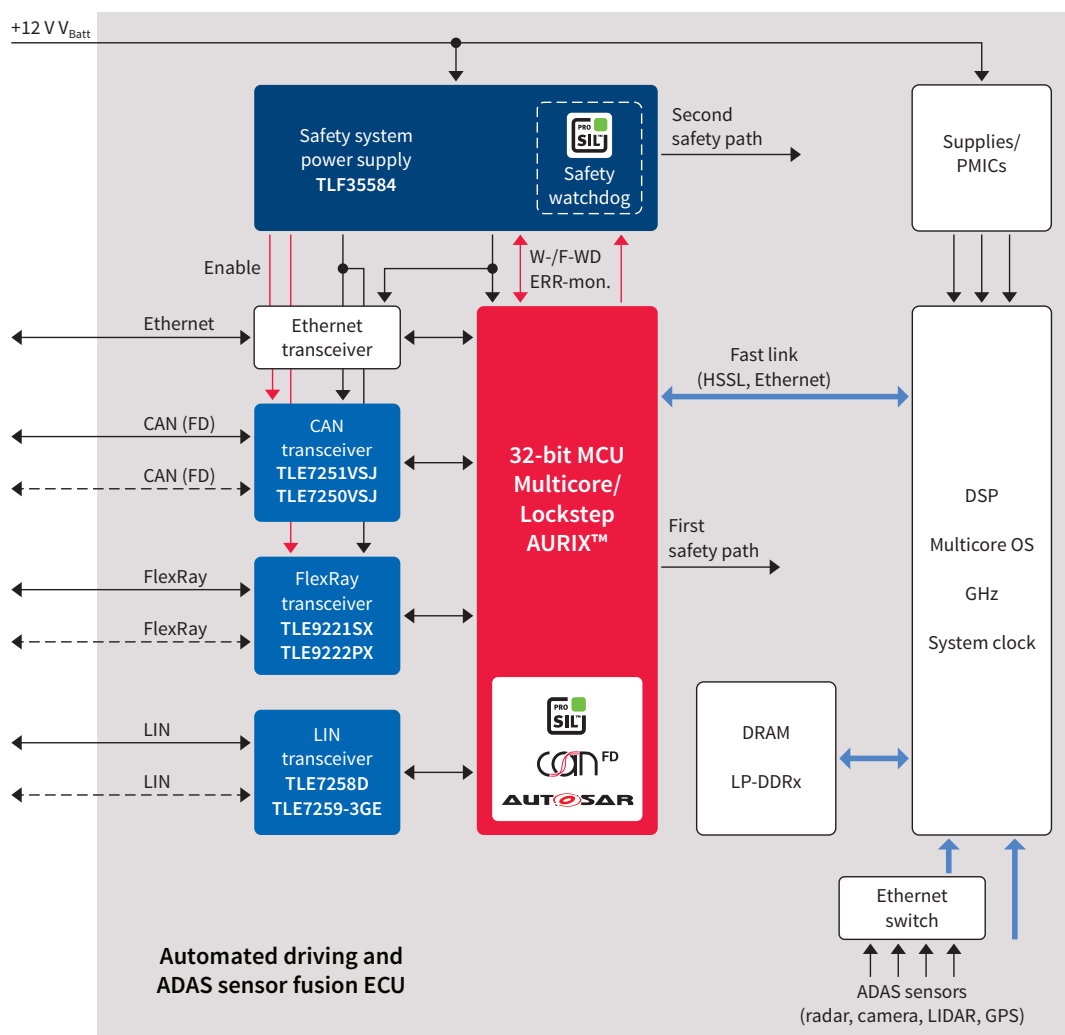 +12 V VBatt
Safety system
power supply
TLF35584
PRO
SIL™
Safety
watchdog
Second
safety path
Supplies/
PMICs
Enable
W-/F-WD
ERR-mon.
Ethernet
Ethernet
transceiver
Fast link
(HSSL, Ethernet)
CAN (FD)
CAN (FD)
CAN
transceiver
TLE7251VSJ
TLE7250VSJ
32-bit MCU
Multicore/
Lockstep
AURIX™
First
safety path
DSP
Multicore OS
GHz
System clock
FlexRay
FlexRay
FlexRay
transceiver
TLE9221SX
TLE9222PX
LIN
LIN
LIN
transceiver
TLE7258D
TLE7259-3GE
PRO
SIL™
CAN FD
AUTOSAR
DRAM
LP-DDRx
Ethernet
switch
Automated driving and
ADAS sensor fusion ECU
ADAS sensors
(radar, camera, LIDAR, GPS)